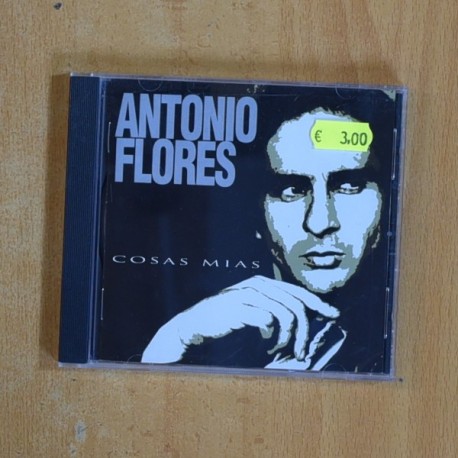 ANTONIO
FLORES
€ 3.00
COSAS MIAS